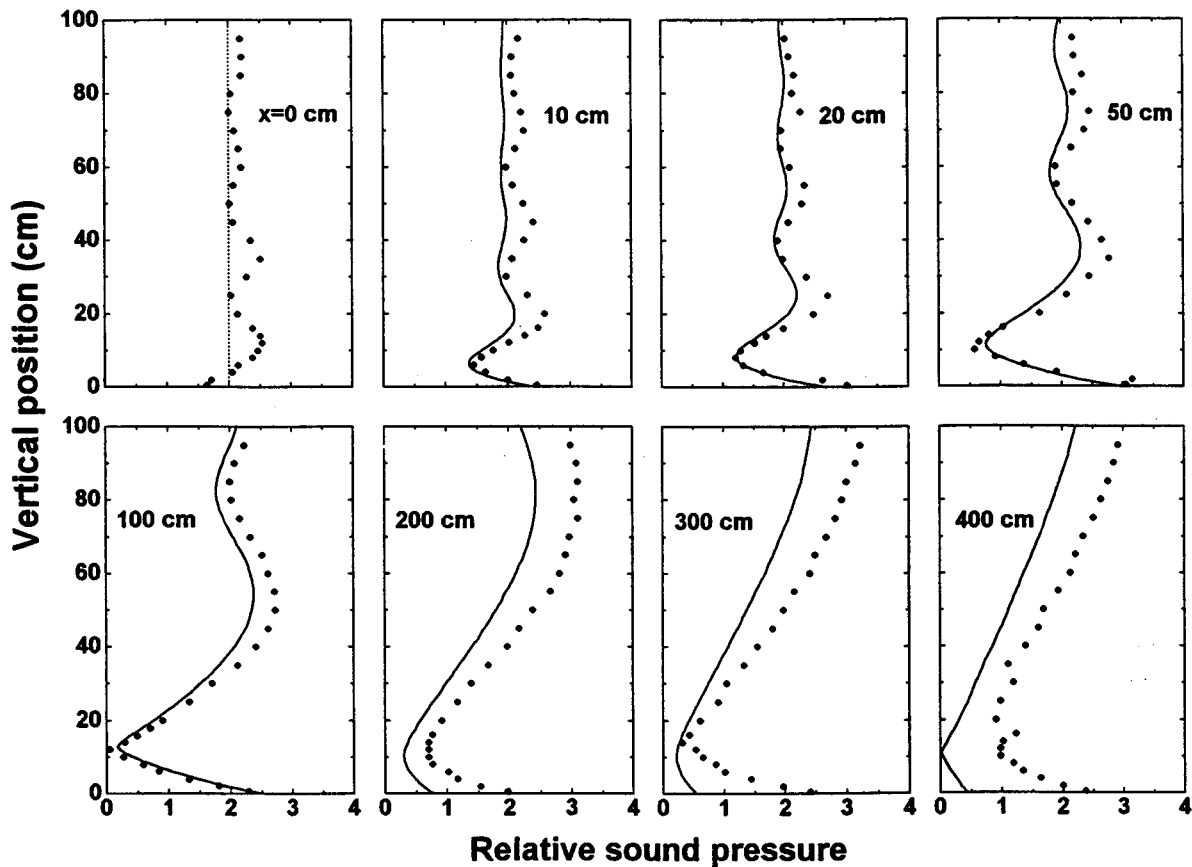 100
80
60
40
20
0
x=0 cm
10 cm
20 cm
50 cm
Vertical position (cm)
100
80
60
40
20
0
100 cm
200 cm
300 cm
400 cm
0 1 2 3 4 0 1 2 3 4 0 1 2 3 4 0 1 2 3 4
Relative sound pressure